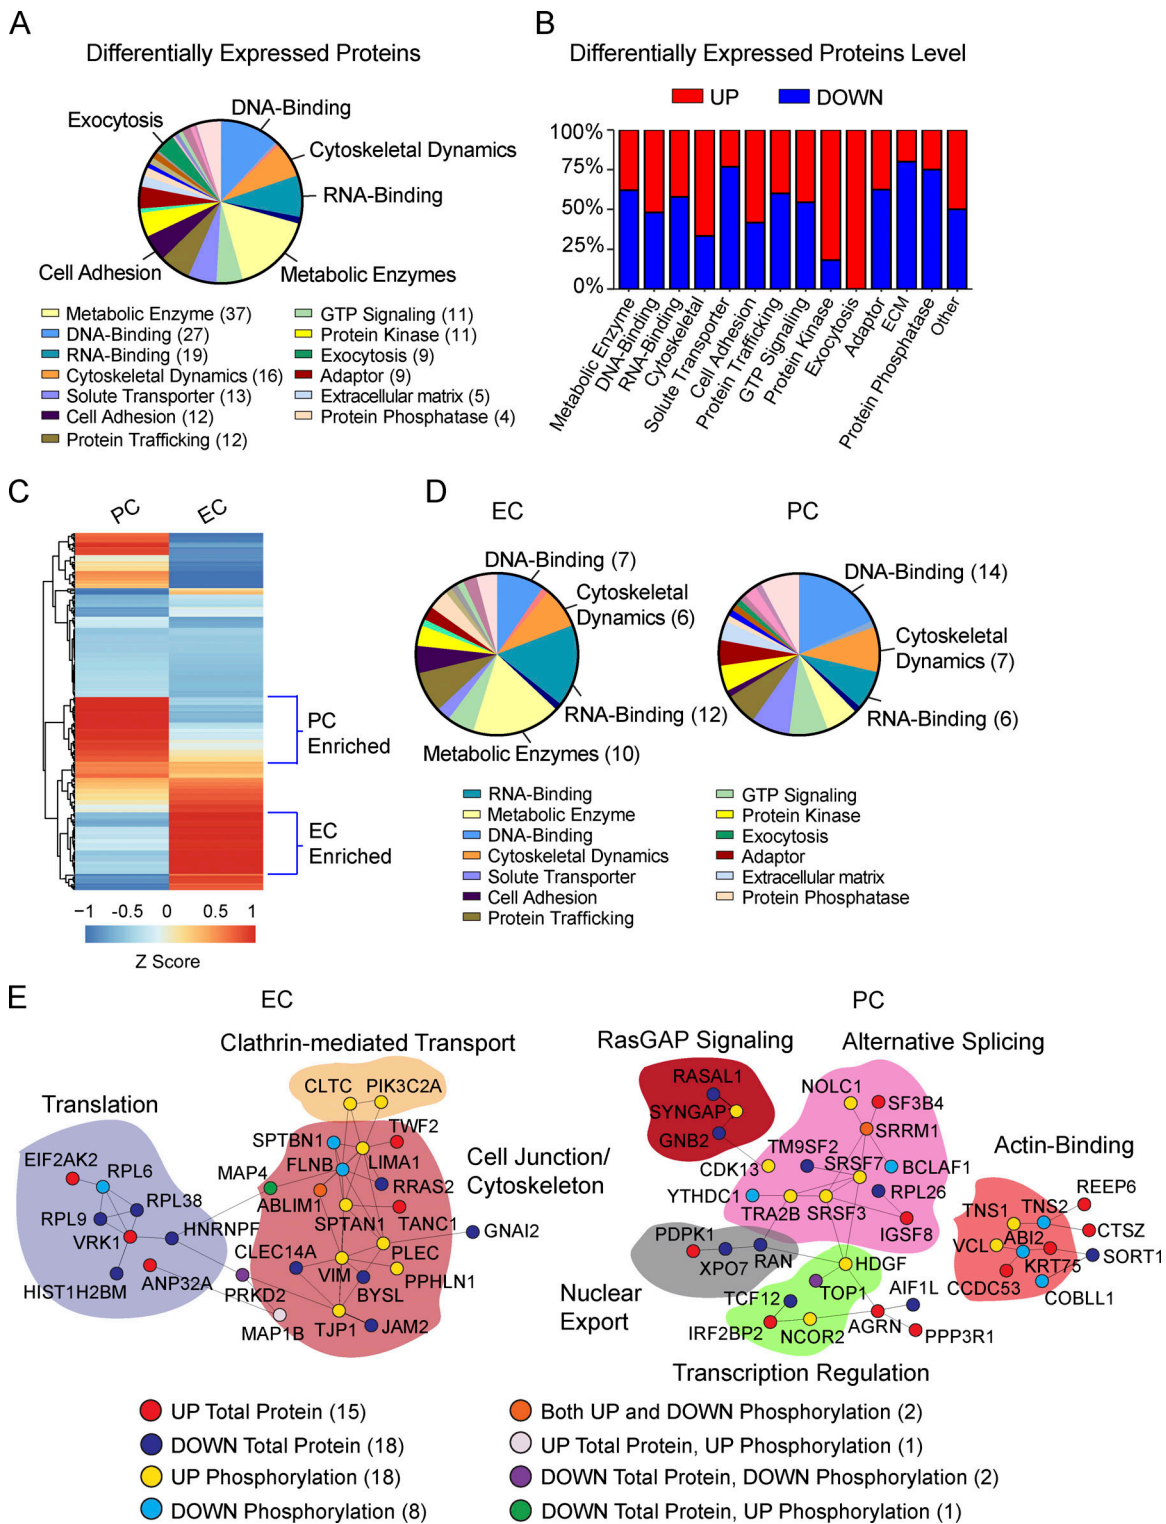 A
Differentially Expressed Proteins
DNA-Binding
Exocytosis
Cytoskeletal Dynamics
RNA-Binding
Cell Adhesion
Metabolic Enzymes
Metabolic Enzyme (37)
DNA-Binding (27)
RNA-Binding (19)
Cytoskeletal Dynamics (16)
Solute Transporter (13)
Cell Adhesion (12)
Protein Trafficking (12)
GTP Signaling (11)
Protein Kinase (11)
Exocytosis (9)
Adaptor (9)
Extracellular matrix (5)
Protein Phosphatase (4)
B
Differentially Expressed Proteins Level
UP
DOWN
100%
75%
50%
25%
0%
Metabolic Enzyme
DNA-Binding
RNA-Binding
Cytoskeletal
Solute Transporter
Cell Adhesion
Protein Trafficking
GTP Signaling
Protein Kinase
Exocytosis
Adaptor
ECM
Protein Phosphatase
Other
C
PC
EC
PC
Enriched
EC
Enriched
−1 -0.5 0 0.5 1
Z Score
D
EC
DNA-Binding (7)
Cytoskeletal
Dynamics (6)
RNA-Binding (12)
Metabolic Enzymes (10)
PC
DNA-Binding (14)
Cytoskeletal
Dynamics (7)
RNA-Binding (6)
RNA-Binding
Metabolic Enzyme
DNA-Binding
Cytoskeletal Dynamics
Solute Transporter
Cell Adhesion
Protein Trafficking
GTP Signaling
Protein Kinase
Exocytosis
Adaptor
Extracellular matrix
Protein Phosphatase
E
EC
Clathrin-mediated Transport
CLTC
PIK3C2A
Translation
SPTBN1
TWF2
EIF2AK2
RPL6
FLNB
LIMA1
Cell Junction/
Cytoskeleton
MAP4
RRAS2
RPL38
ABLIM1
RPL9
HNRNPF
SPTAN1
TANC1
GNAI2
VRK1
CLEC14A
PLEC
VIM
PPHLN1
HIST1H2BM
ANP32A
PRKD2
BYSL
MAP1B
TJP1
JAM2
PC
RasGAP Signaling
Alternative Splicing
RASAL1
NOLC1
SF3B4
SYNGAP
SRRM1
GNB2
TM9SF2
Actin-Binding
CDK13
SRSF7
BCLAF1
YTHDC1
RPL26
REEP6
TRA2B
SRSF3
TNS1
TNS2
PDPK1
IGSF8
CTSZ
VCL
ABI2
XPO7
RAN
HDGF
KRT75
SORT1
Nuclear
Export
TCF12
TOP1
AIF1L
CCDC53
COBLL1
IRF2BP2
NCOR2
AGRN
PPP3R1
Transcription Regulation
UP Total Protein (15)
DOWN Total Protein (18)
UP Phosphorylation (18)
DOWN Phosphorylation (8)
Both UP and DOWN Phosphorylation (2)
UP Total Protein, UP Phosphorylation (1)
DOWN Total Protein, DOWN Phosphorylation (2)
DOWN Total Protein, UP Phosphorylation (1)